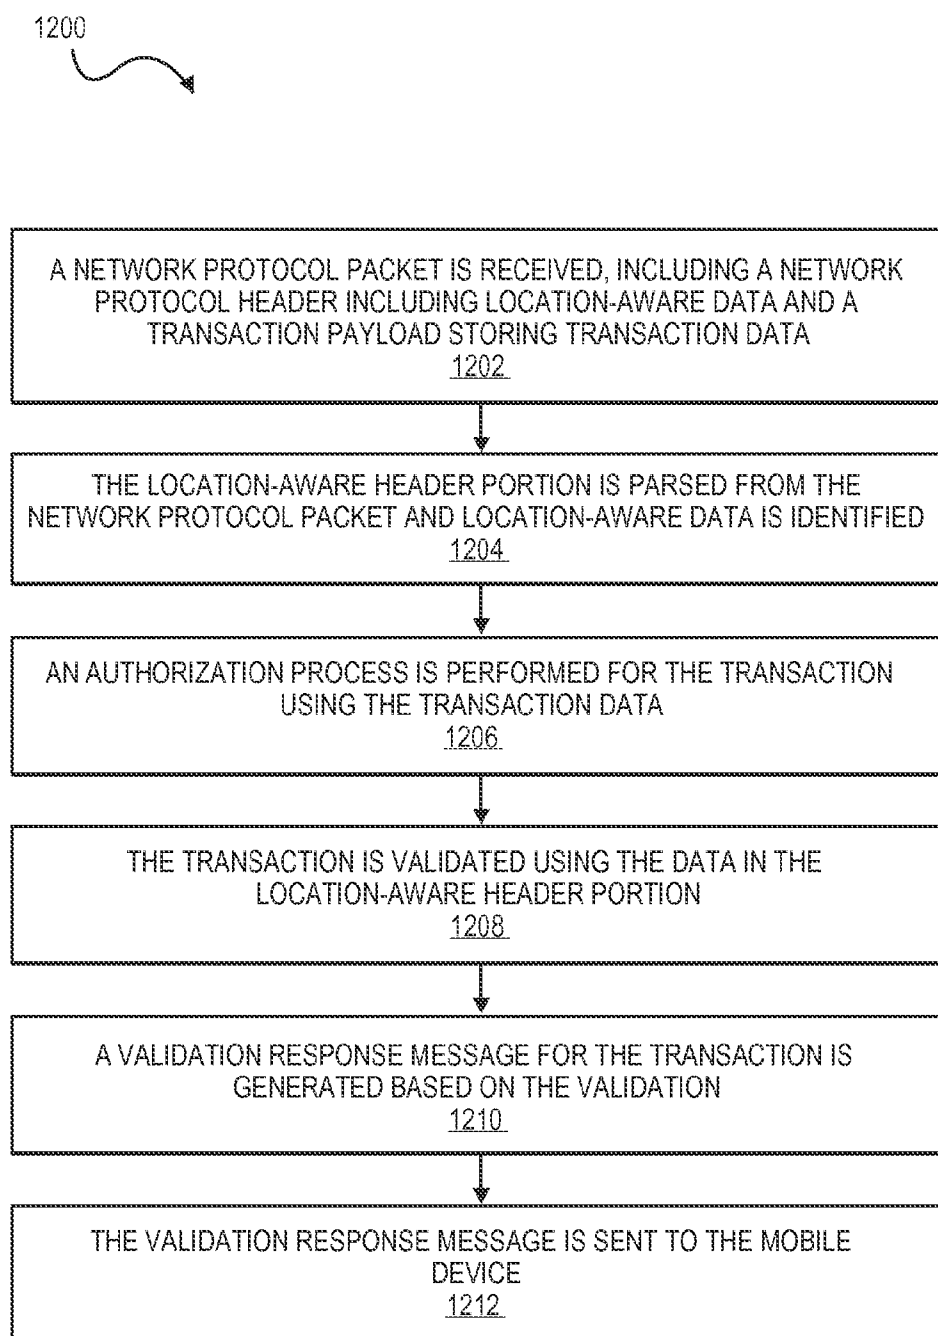 1200
A NETWORK PROTOCOL PACKET IS RECEIVED, INCLUDING A NETWORK
PROTOCOL HEADER INCLUDING LOCATION-AWARE DATA AND A
TRANSACTION PAYLOAD STORING TRANSACTION DATA
1202
THE LOCATION-AWARE HEADER PORTION IS PARSED FROM THE
NETWORK PROTOCOL PACKET AND LOCATION-AWARE DATA IS IDENTIFIED
1204
AN AUTHORIZATION PROCESS IS PERFORMED FOR THE TRANSACTION
USING THE TRANSACTION DATA
1206
THE TRANSACTION IS VALIDATED USING THE DATA IN THE
LOCATION-AWARE HEADER PORTION
1208
A VALIDATION RESPONSE MESSAGE FOR THE TRANSACTION IS
GENERATED BASED ON THE VALIDATION
1210
THE VALIDATION RESPONSE MESSAGE IS SENT TO THE MOBILE
DEVICE
1212